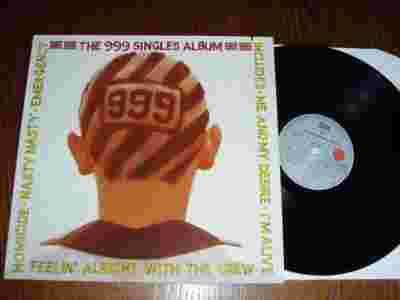 THE 999 SINGLES ALBUM
999
HOMICIDE · NASTY NASTY · EMERGENCY
INCLUDES · ME AND MY DESIRE · I'M ALIVE
FEELIN' ALRIGHT WITH THE CREW